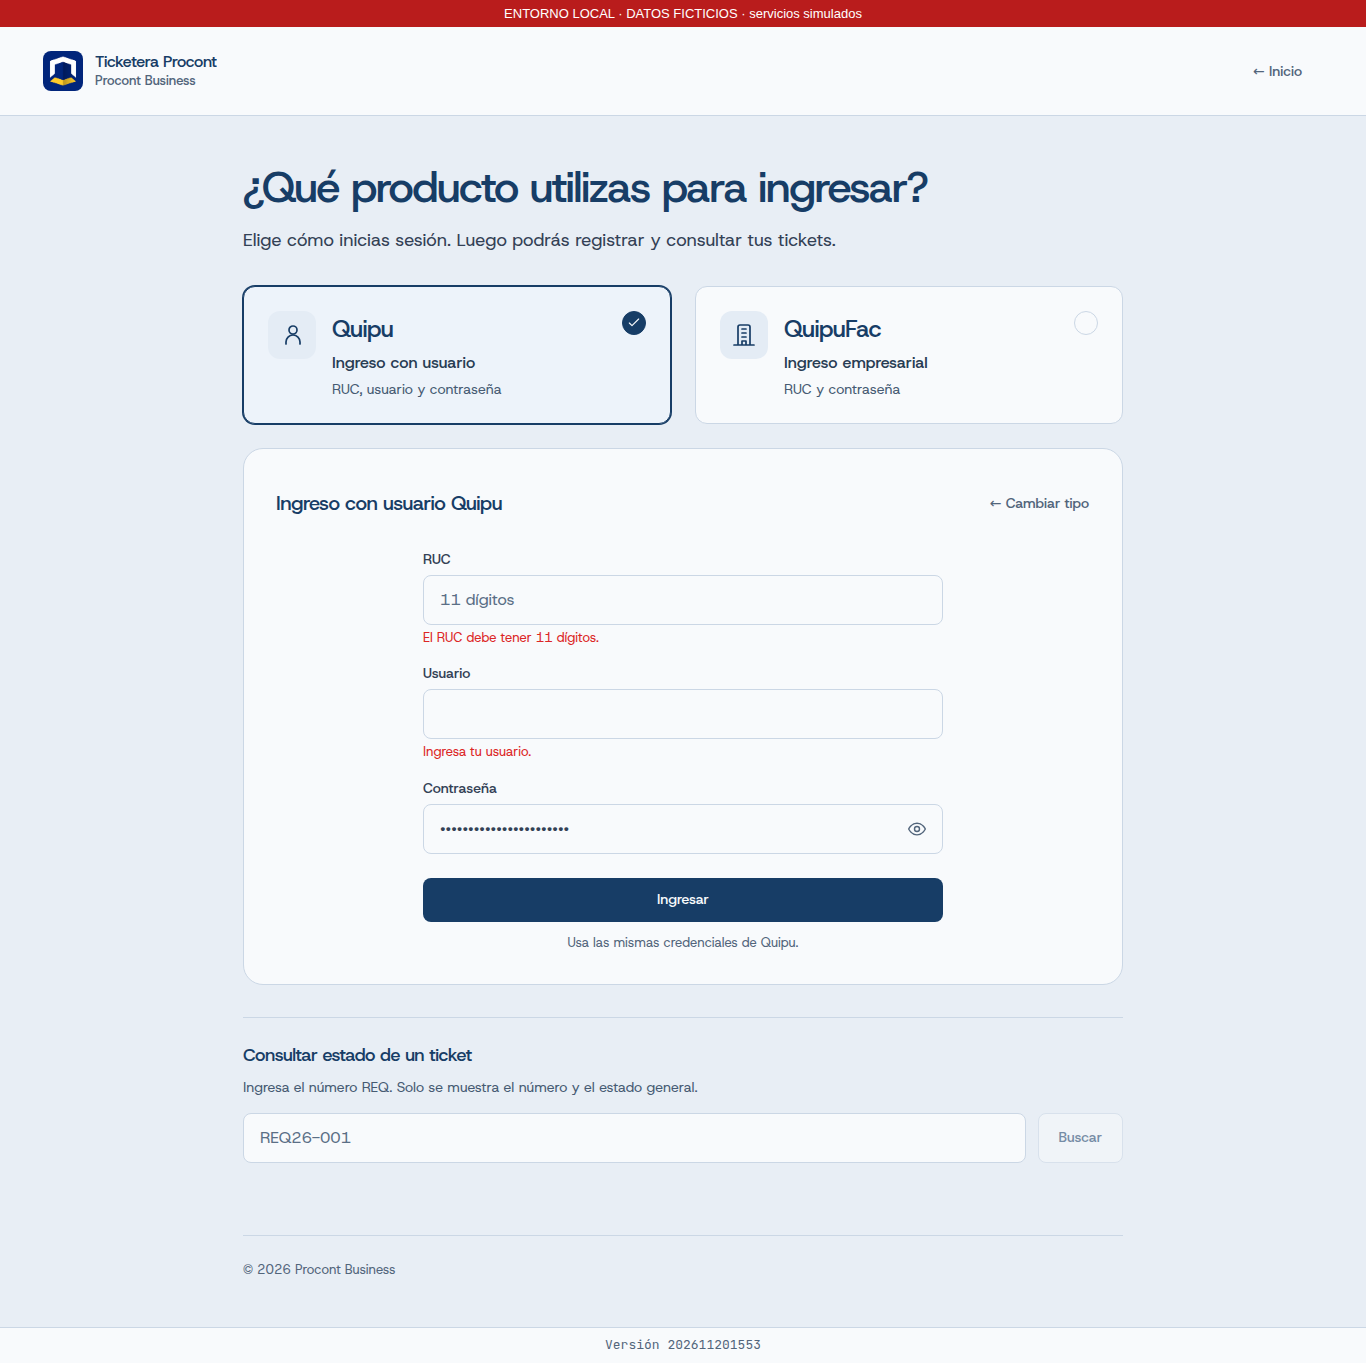 ENTORNO LOCAL · DATOS FICTICIOS · servicios simulados
Ticketera Procont
Procont Business
← Inicio
¿Qué producto utilizas para ingresar?
Elige cómo inicias sesión. Luego podrás registrar y consultar tus tickets.
Quipu
Ingreso con usuario
RUC, usuario y contraseña
QuipuFac
Ingreso empresarial
RUC y contraseña
Ingreso con usuario Quipu
← Cambiar tipo
RUC
11 dígitos
El RUC debe tener 11 dígitos.
Usuario
Ingresa tu usuario.
Contraseña
•••••••••••••••••••••••
Ingresar
Usa las mismas credenciales de Quipu.
Consultar estado de un ticket
Ingresa el número REQ. Solo se muestra el número y el estado general.
REQ26-001
Buscar
© 2026 Procont Business
Versión 202611201553